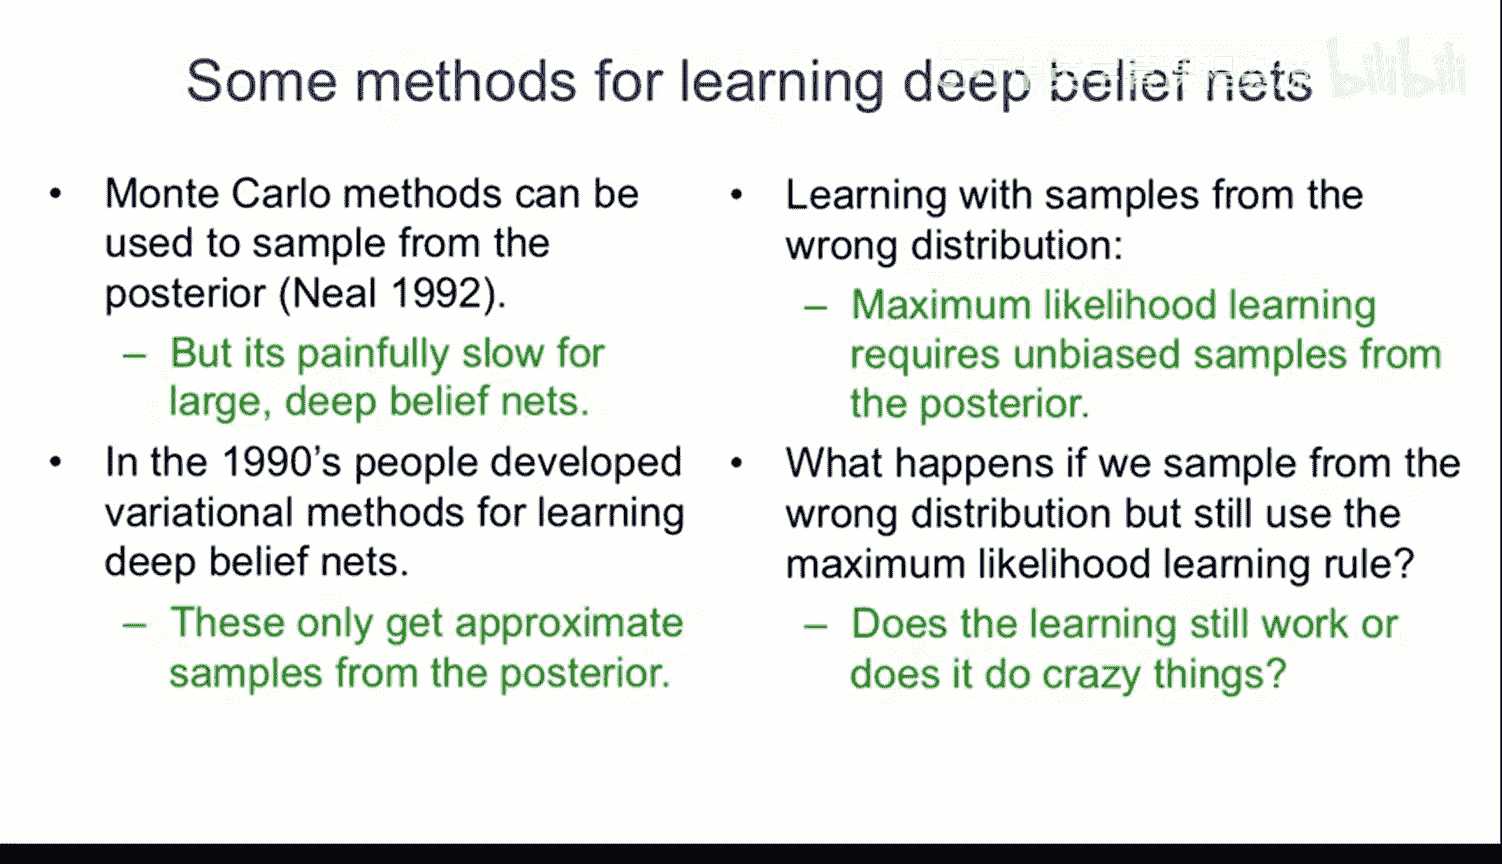 Some methods for learning deep belief nets
bilibili
• Monte Carlo methods can be
used to sample from the
posterior (Neal 1992).
– But its painfully slow for
large, deep belief nets.
• In the 1990’s people developed
variational methods for learning
deep belief nets.
– These only get approximate
samples from the posterior.
• Learning with samples from the
wrong distribution:
– Maximum likelihood learning
requires unbiased samples from
the posterior.
• What happens if we sample from the
wrong distribution but still use the
maximum likelihood learning rule?
– Does the learning still work or
does it do crazy things?